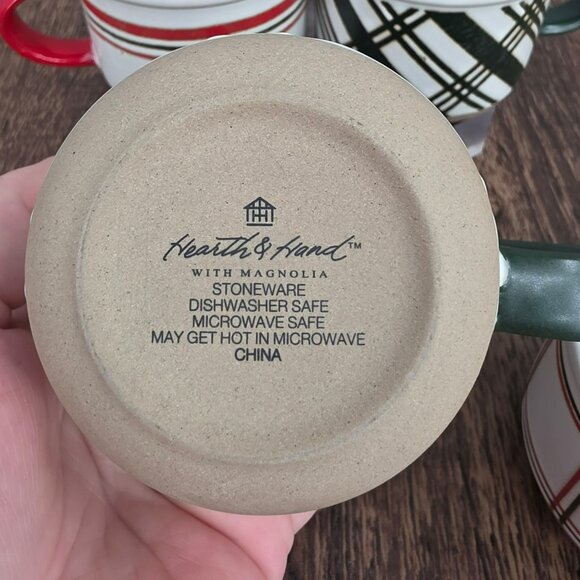 Hearth & Hand™
WITH MAGNOLIA
STONEWARE
DISHWASHER SAFE
MICROWAVE SAFE
MAY GET HOT IN MICROWAVE
CHINA